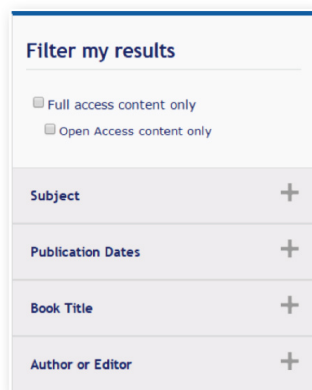 Filter my results
Full access content only
Open Access content only
Subject
Publication Dates
Book Title
Author or Editor